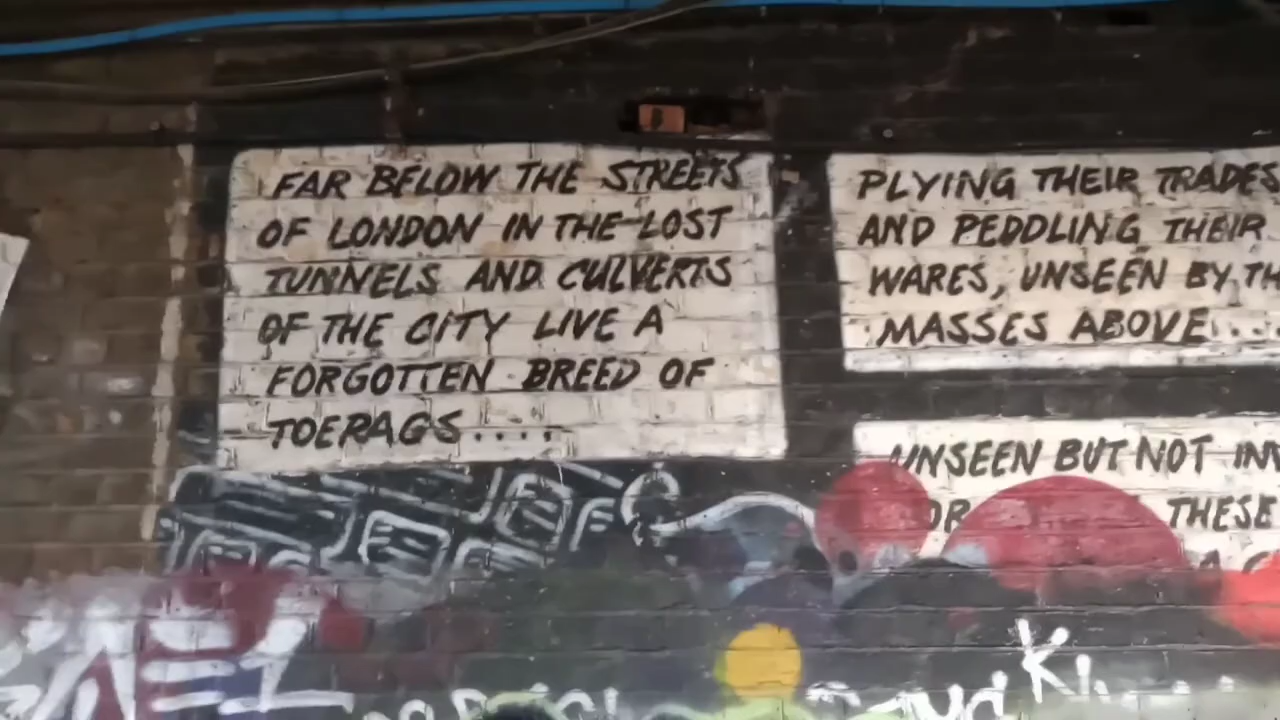 FAR BELOW THE STREETS
OF LONDON IN THE LOST
TUNNELS AND CULVERTS
OF THE CITY LIVE A
FORGOTTEN BREED OF
TOERAGS....
PLYING THEIR TRADES
AND PEDDLING THEIR
WARES, UNSEEN BY TH
MASSES ABOVE...
UNSEEN BUT NOT
THESE